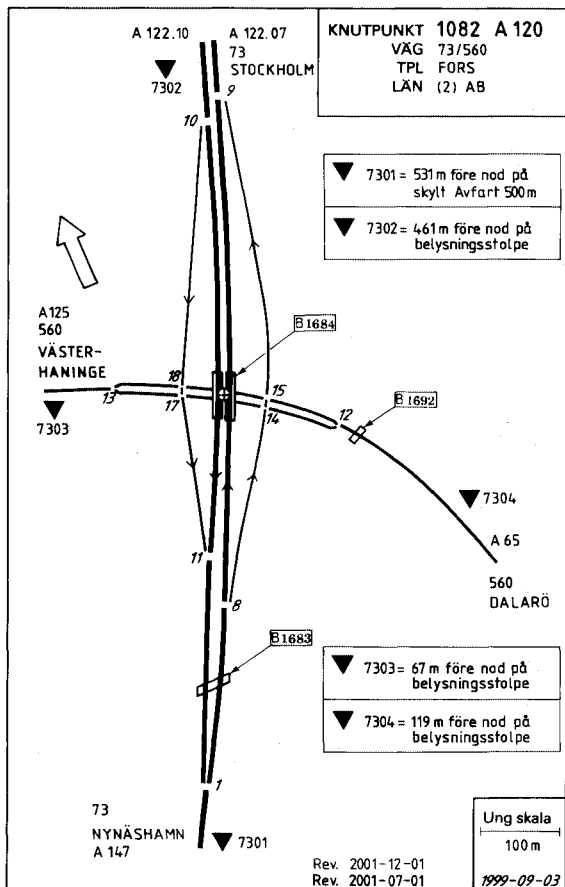 A 122.10
A 122.07
73
STOCKHOLM
7302
9
10
KNUTPUNKT 1082 A 120
VÄG 73/560
TPL FORS
LÄN (2) AB
7301 = 531 m före nod på
skylt Avfart 500m
7302 = 461 m före nod på
belysningsstolpe
A125
560
VÄSTER-
HANINGE
B1684
18
17
15
14
13
12
7303
B1692
7304
A 65
560
DALARÖ
11
8
B1683
7303 = 67 m före nod på
belysningsstolpe
7304 = 119 m före nod på
belysningsstolpe
1
73
NYNÄSHAMN
A 147
7301
Ung skala
100 m
Rev. 2001-12-01
Rev. 2001-07-01
1999-09-03